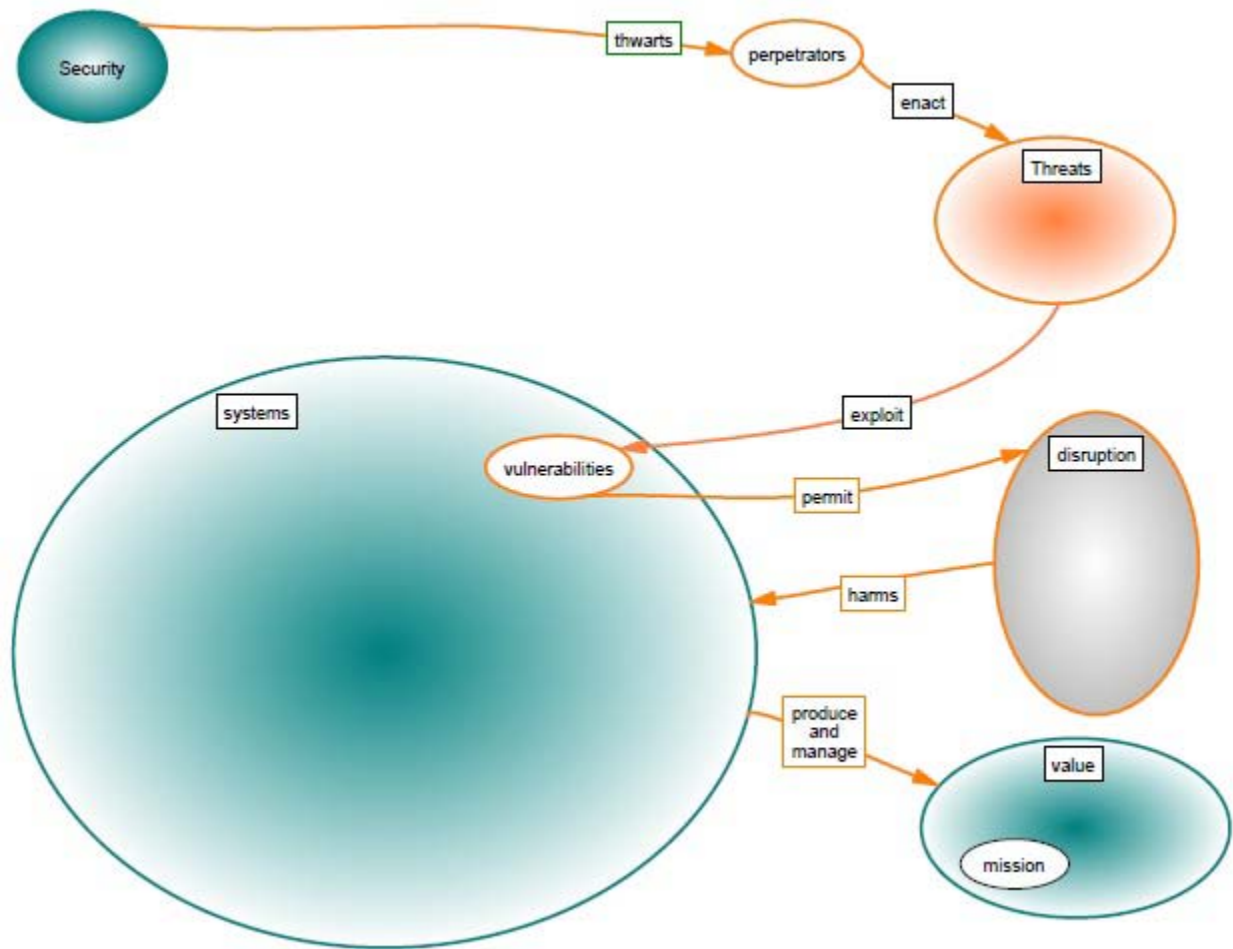 Security
thwarts
perpetrators
enact
Threats
systems
exploit
vulnerabilities
disruption
permit
harms
produce
and
manage
value
mission